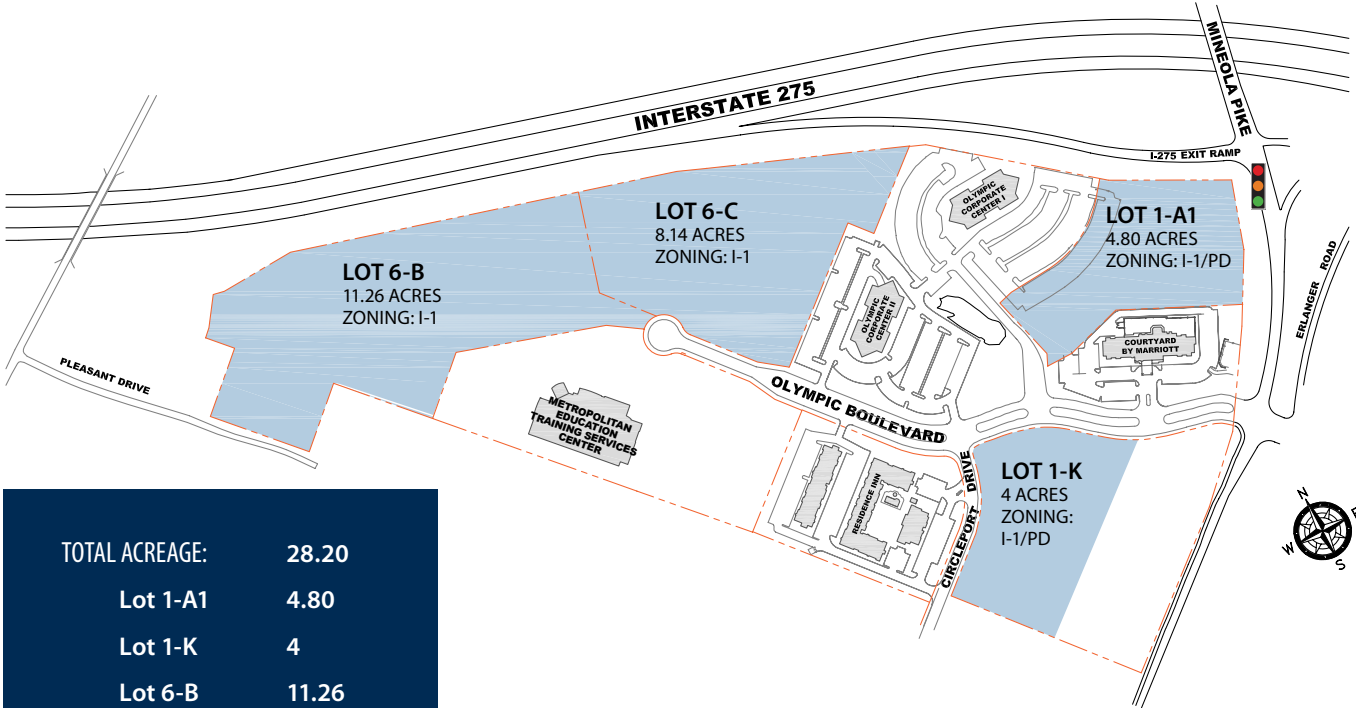 INTERSTATE 275
MINEOLA PIKE
I-275 EXIT RAMP
ERLANGER ROAD
LOT 6-C
8.14 ACRES
ZONING: I-1
OLYMPIC
CORPORATE
CENTER I
LOT 1-A1
4.80 ACRES
ZONING: I-1/PD
LOT 6-B
11.26 ACRES
ZONING: I-1
OLYMPIC
CORPORATE
CENTER II
COURTYARD
BY MARRIOTT
PLEASANT DRIVE
METROPOLITAN
EDUCATION
TRAINING SERVICES
CENTER
OLYMPIC BOULEVARD
RESIDENCE INN
CIRCLEPORT DRIVE
LOT 1-K
4 ACRES
ZONING:
I-1/PD
N
E
W
S
TOTAL ACREAGE: 28.20
Lot 1-A1 4.80
Lot 1-K 4
Lot 6-B 11.26